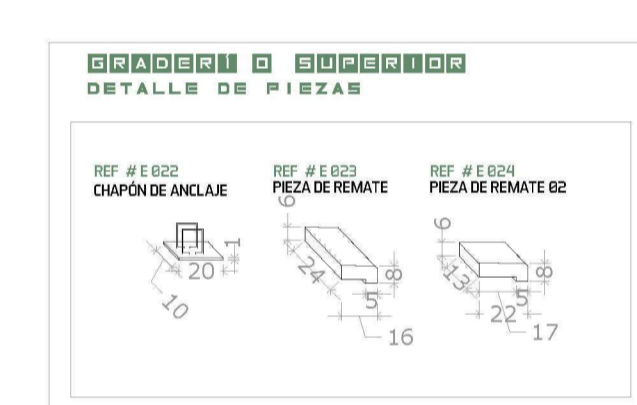 GRADERÍO SUPERIOR
DETALLE DE PIEZAS
REF # E 022
CHAPÓN DE ANCLAJE
1
20
10
REF # E 023
PIEZA DE REMATE
6
24
8
5
16
REF # E 024
PIEZA DE REMATE 02
6
13
8
5
22
17